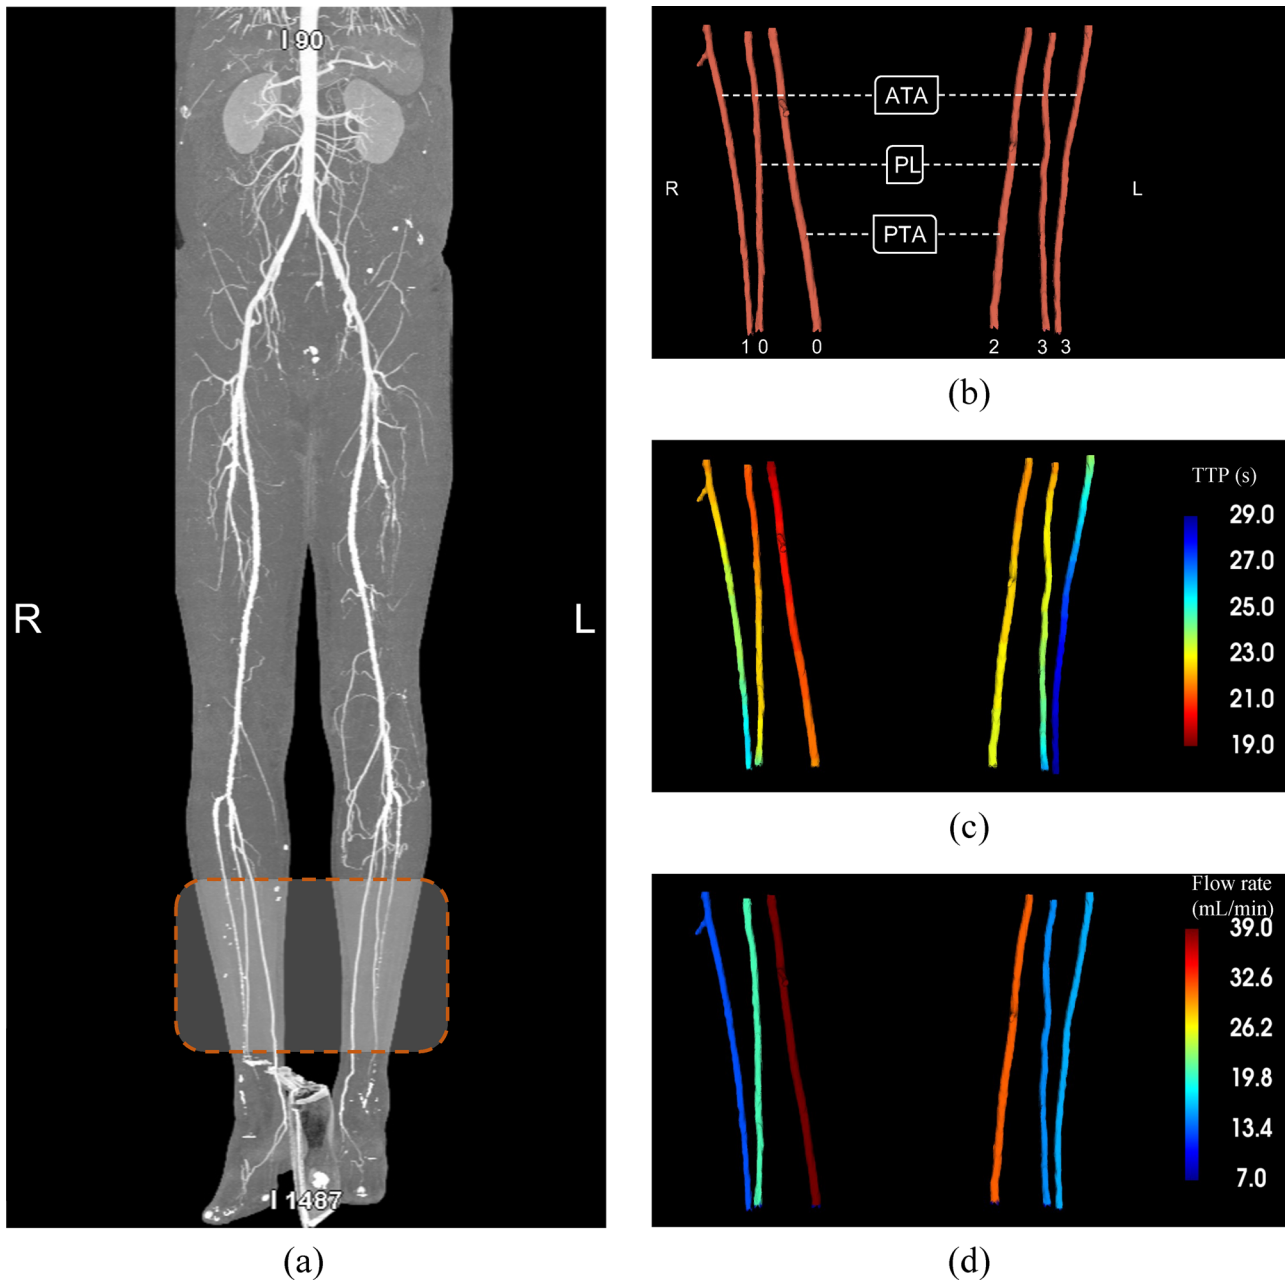 I 90
R
L
I 1487
(a)
ATA
PL
R
L
PTA
1 0 0 2 3 3
(b)
TTP (s)
29.0
27.0
25.0
23.0
21.0
19.0
(c)
Flow rate
(mL/min)
39.0
32.6
26.2
19.8
13.4
7.0
(d)